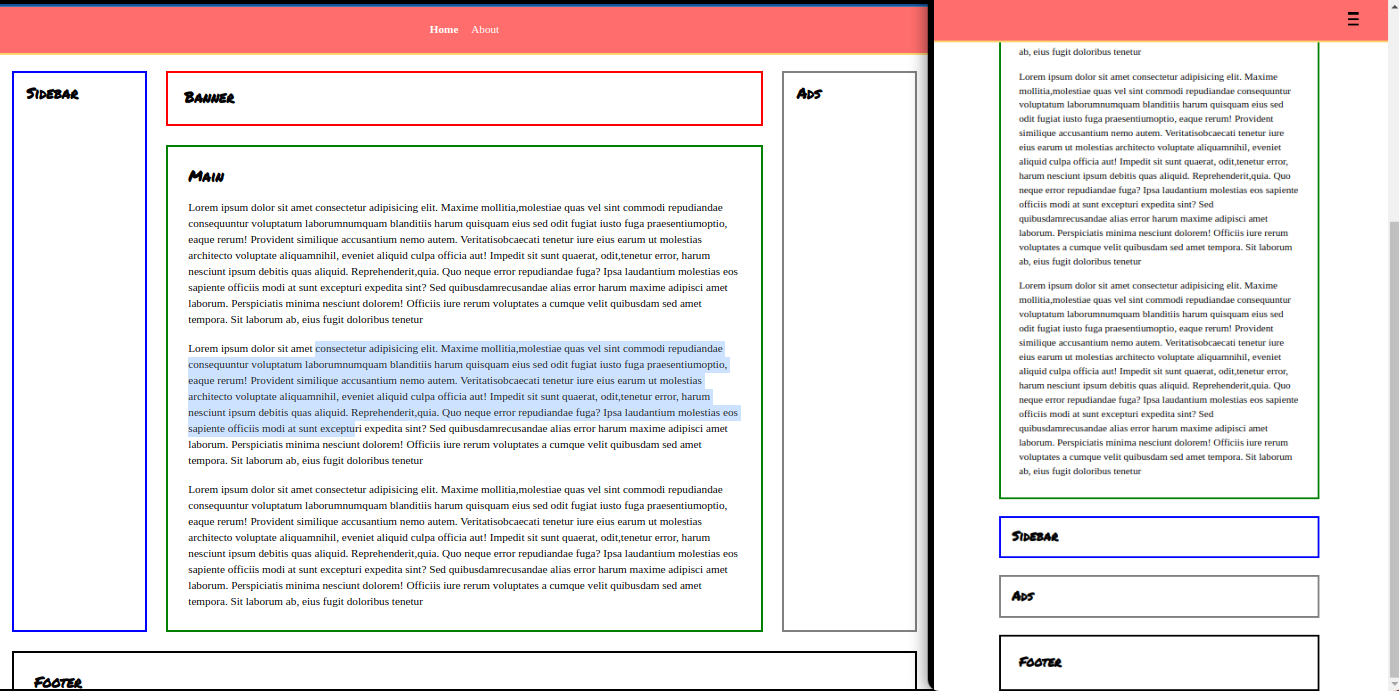 Home About
Sidebar
Banner
Ads
Main
Lorem ipsum dolor sit amet consectetur adipisicing elit. Maxime mollitia,molestiae quas vel sint commodi repudiandae
consequuntur voluptatum laborumnumquam blanditiis harum quisquam eius sed odit fugiat iusto fuga praesentiumoptio,
eaque rerum! Provident similique accusantium nemo autem. Veritatisobcaecati tenetur iure eius earum ut molestias
architecto voluptate aliquamnihil, eveniet aliquid culpa officia aut! Impedit sit sunt quaerat, odit,tenetur error, harum
nesciunt ipsum debitis quas aliquid. Reprehenderit,quia. Quo neque error repudiandae fuga? Ipsa laudantium molestias eos
sapiente officiis modi at sunt excepturi expedita sint? Sed quibusdamrecusandae alias error harum maxime adipisci amet
laborum. Perspiciatis minima nesciunt dolorem! Officiis iure rerum voluptates a cumque velit quibusdam sed amet
tempora. Sit laborum ab, eius fugit doloribus tenetur
Lorem ipsum dolor sit amet consectetur adipisicing elit. Maxime mollitia,molestiae quas vel sint commodi repudiandae
consequuntur voluptatum laborumnumquam blanditiis harum quisquam eius sed odit fugiat iusto fuga praesentiumoptio,
eaque rerum! Provident similique accusantium nemo autem. Veritatisobcaecati tenetur iure eius earum ut molestias
architecto voluptate aliquamnihil, eveniet aliquid culpa officia aut! Impedit sit sunt quaerat, odit,tenetur error, harum
nesciunt ipsum debitis quas aliquid. Reprehenderit,quia. Quo neque error repudiandae fuga? Ipsa laudantium molestias eos
sapiente officiis modi at sunt excepturi expedita sint? Sed quibusdamrecusandae alias error harum maxime adipisci amet
laborum. Perspiciatis minima nesciunt dolorem! Officiis iure rerum voluptates a cumque velit quibusdam sed amet
tempora. Sit laborum ab, eius fugit doloribus tenetur
Lorem ipsum dolor sit amet consectetur adipisicing elit. Maxime mollitia,molestiae quas vel sint commodi repudiandae
consequuntur voluptatum laborumnumquam blanditiis harum quisquam eius sed odit fugiat iusto fuga praesentiumoptio,
eaque rerum! Provident similique accusantium nemo autem. Veritatisobcaecati tenetur iure eius earum ut molestias
architecto voluptate aliquamnihil, eveniet aliquid culpa officia aut! Impedit sit sunt quaerat, odit,tenetur error, harum
nesciunt ipsum debitis quas aliquid. Reprehenderit,quia. Quo neque error repudiandae fuga? Ipsa laudantium molestias eos
sapiente officiis modi at sunt excepturi expedita sint? Sed quibusdamrecusandae alias error harum maxime adipisci amet
laborum. Perspiciatis minima nesciunt dolorem! Officiis iure rerum voluptates a cumque velit quibusdam sed amet
tempora. Sit laborum ab, eius fugit doloribus tenetur
Footer
ab, eius fugit doloribus tenetur
Lorem ipsum dolor sit amet consectetur adipisicing elit. Maxime
mollitia,molestiae quas vel sint commodi repudiandae consequuntur
voluptatum laborumnumquam blanditiis harum quisquam eius sed
odit fugiat iusto fuga praesentiumoptio, eaque rerum! Provident
similique accusantium nemo autem. Veritatisobcaecati tenetur iure
eius earum ut molestias architecto voluptate aliquamnihil, eveniet
aliquid culpa officia aut! Impedit sit sunt quaerat, odit,tenetur error,
harum nesciunt ipsum debitis quas aliquid. Reprehenderit,quia. Quo
neque error repudiandae fuga? Ipsa laudantium molestias eos sapiente
officiis modi at sunt excepturi expedita sint? Sed
quibusdamrecusandae alias error harum maxime adipisci amet
laborum. Perspiciatis minima nesciunt dolorem! Officiis iure rerum
voluptates a cumque velit quibusdam sed amet tempora. Sit laborum
ab, eius fugit doloribus tenetur
Lorem ipsum dolor sit amet consectetur adipisicing elit. Maxime
mollitia,molestiae quas vel sint commodi repudiandae consequuntur
voluptatum laborumnumquam blanditiis harum quisquam eius sed
odit fugiat iusto fuga praesentiumoptio, eaque rerum! Provident
similique accusantium nemo autem. Veritatisobcaecati tenetur iure
eius earum ut molestias architecto voluptate aliquamnihil, eveniet
aliquid culpa officia aut! Impedit sit sunt quaerat, odit,tenetur error,
harum nesciunt ipsum debitis quas aliquid. Reprehenderit,quia. Quo
neque error repudiandae fuga? Ipsa laudantium molestias eos sapiente
officiis modi at sunt excepturi expedita sint? Sed
quibusdamrecusandae alias error harum maxime adipisci amet
laborum. Perspiciatis minima nesciunt dolorem! Officiis iure rerum
voluptates a cumque velit quibusdam sed amet tempora. Sit laborum
ab, eius fugit doloribus tenetur
Sidebar
Ads
Footer